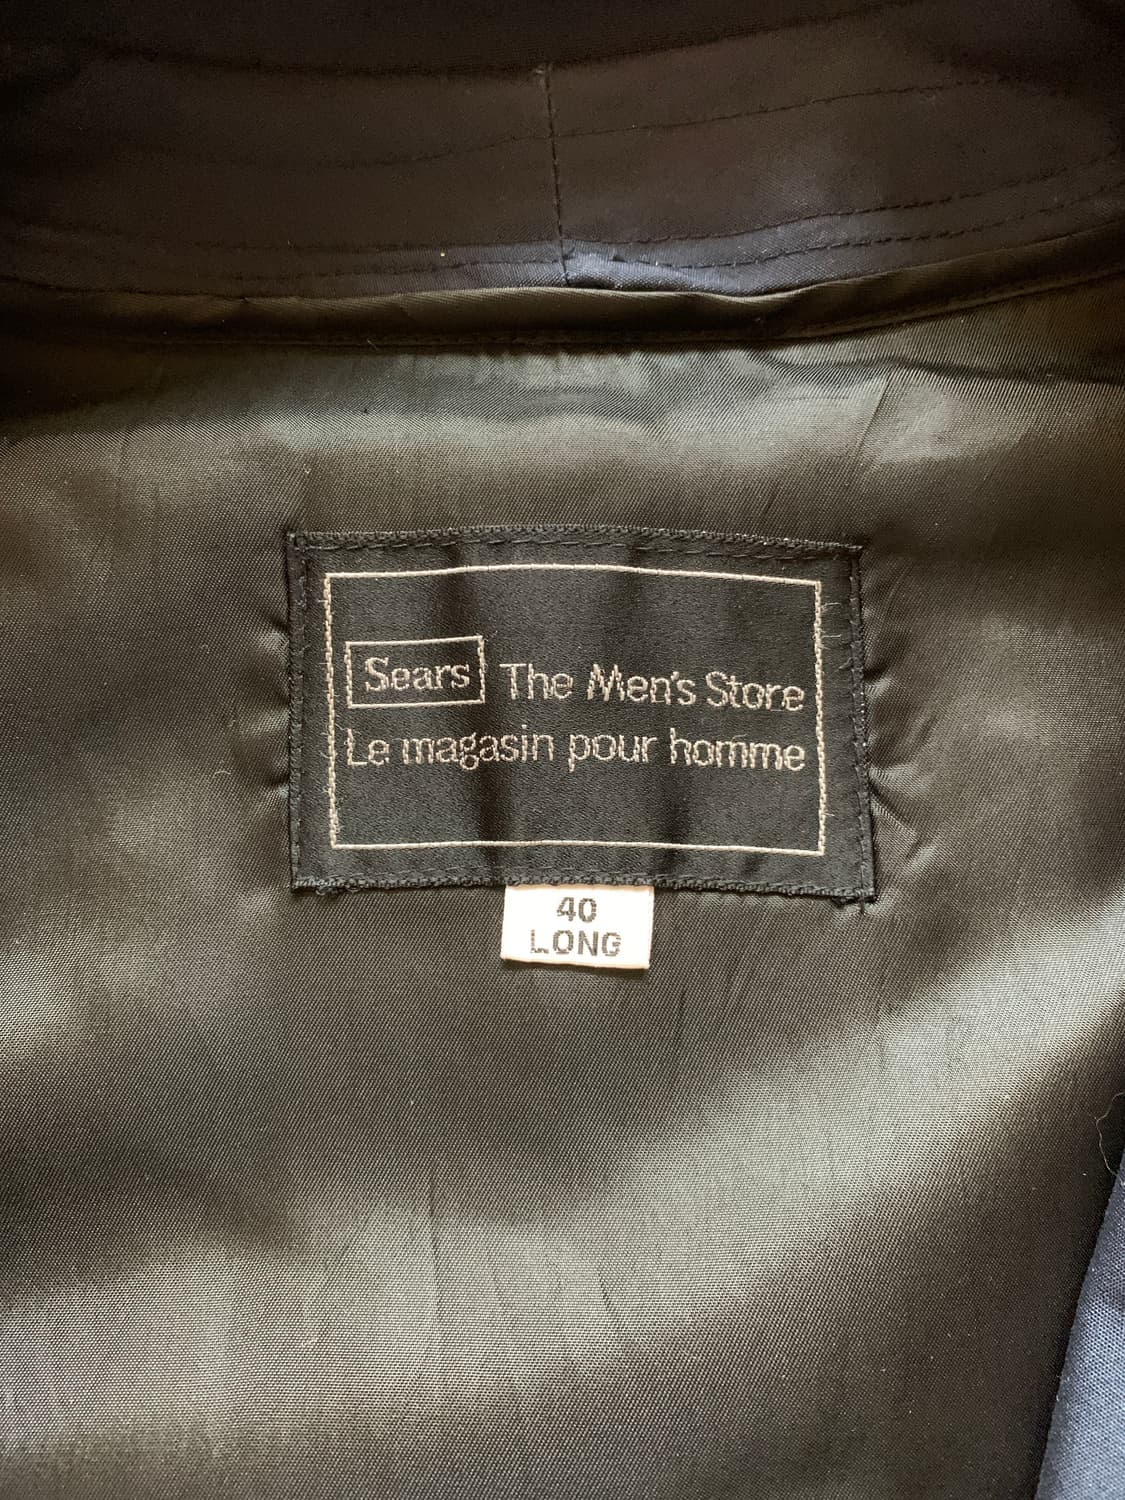 Sears The Men's Store
Le magasin pour homme
40
LONG